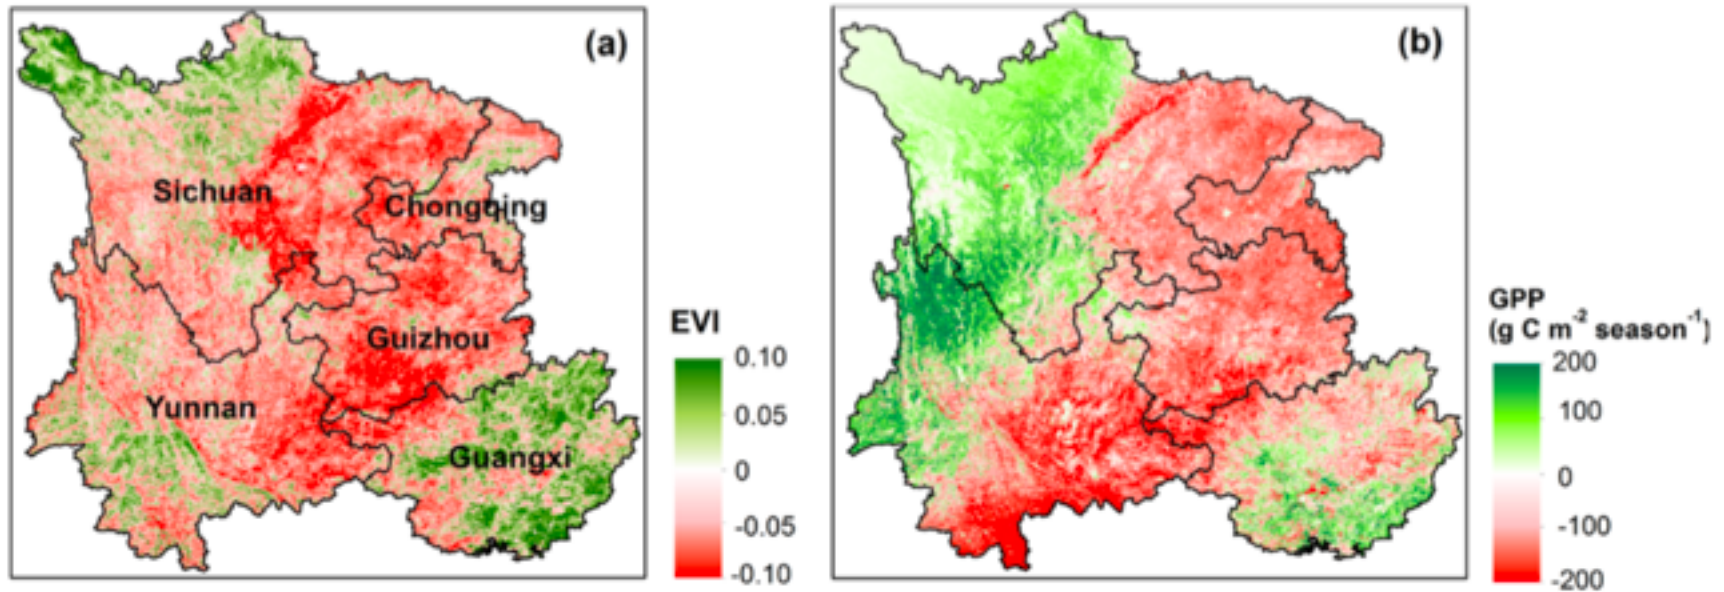 (a)
Sichuan
Chongqing
Guizhou
Yunnan
Guangxi
EVI
0.10
0.05
0
-0.05
-0.10
(b)
GPP
(g C m⁻² season⁻¹)
200
100
0
-100
-200